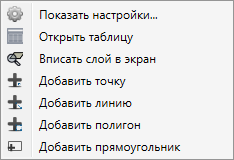 Показать настройки...
Открыть таблицу
Вписать слой в экран
Добавить точку
Добавить линию
Добавить полигон
Добавить прямоугольник